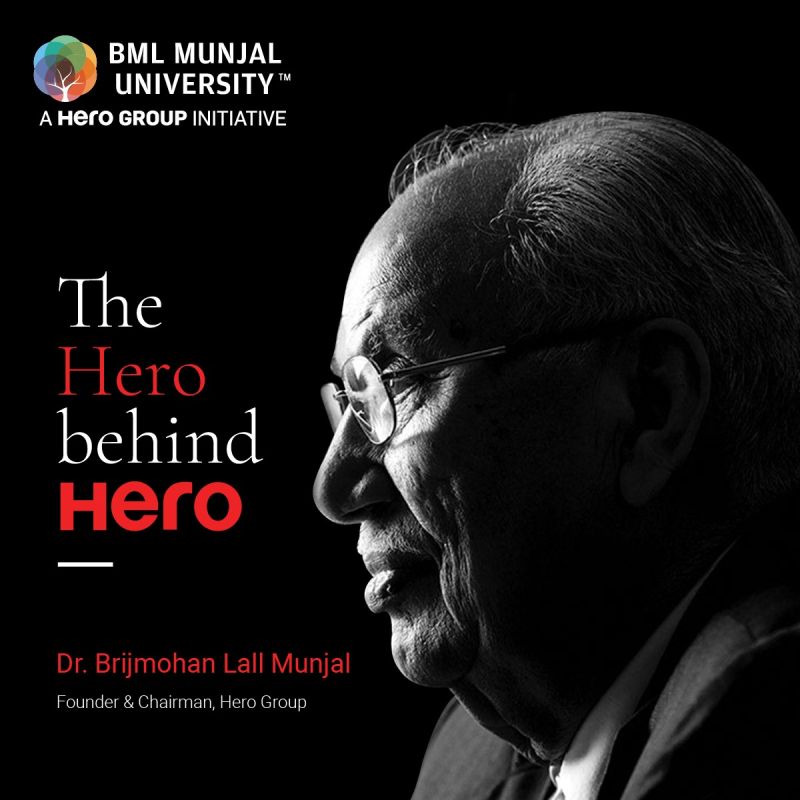 BML MUNJAL
UNIVERSITY™
A Hero GROUP INITIATIVE
The
Hero
behind
Hero
Dr. Brijmohan Lall Munjal
Founder & Chairman, Hero Group